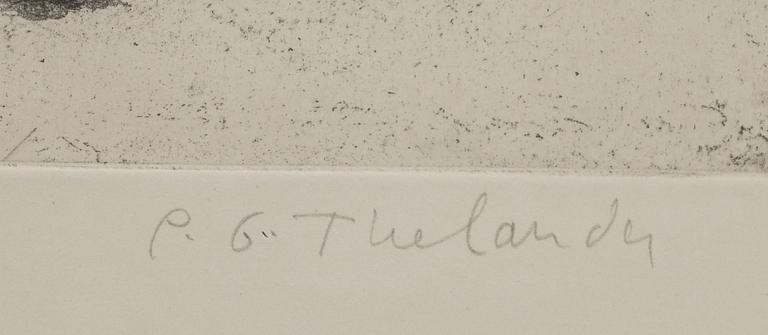 P. G. Thelander